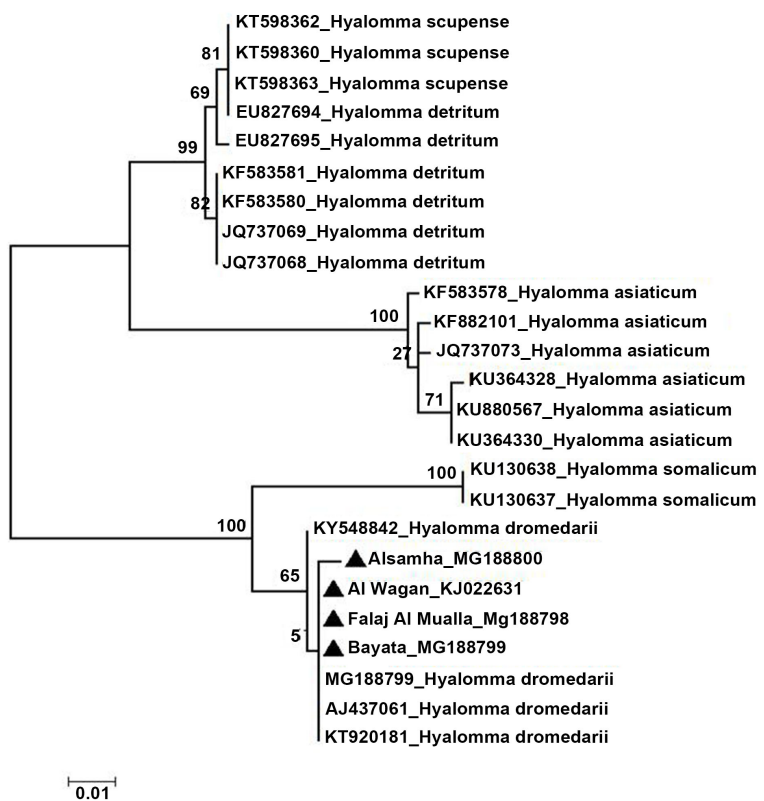 KT598362_Hyalomma scupense
81
KT598360_Hyalomma scupense
KT598363_Hyalomma scupense
69
EU827694_Hyalomma detritum
EU827695_Hyalomma detritum
99
KF583581_Hyalomma detritum
82
KF583580_Hyalomma detritum
JQ737069_Hyalomma detritum
JQ737068_Hyalomma detritum
KF583578_Hyalomma asiaticum
100
KF882101_Hyalomma asiaticum
27
JQ737073_Hyalomma asiaticum
KU364328_Hyalomma asiaticum
71
KU880567_Hyalomma asiaticum
KU364330_Hyalomma asiaticum
100
KU130638_Hyalomma somalicum
KU130637_Hyalomma somalicum
100
KY548842_Hyalomma dromedarii
Alsamha_MG188800
65
Al Wagan_KJ022631
Falaj Al Mualla_Mg188798
5
Bayata_MG188799
MG188799_Hyalomma dromedarii
AJ437061_Hyalomma dromedarii
KT920181_Hyalomma dromedarii
0.01